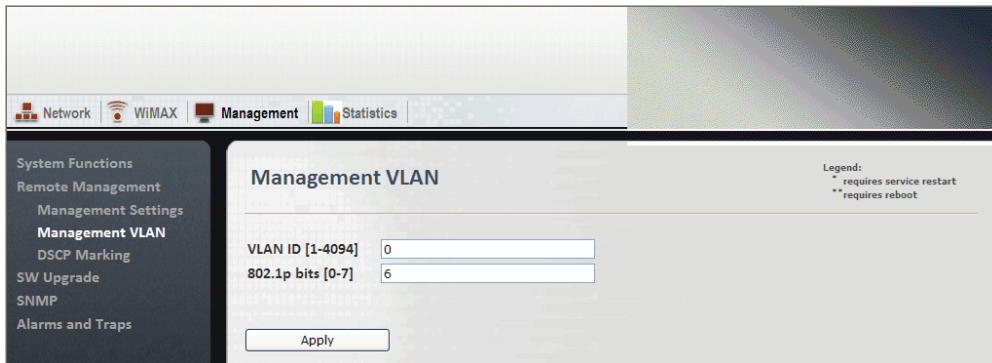 Network WiMAX Management Statistics
System Functions
Remote Management
Management Settings
Management VLAN
DSCP Marking
SW Upgrade
SNMP
Alarms and Traps
Management VLAN
Legend:
* requires service restart
** requires reboot
VLAN ID [1-4094] 0
802.1p bits [0-7] 6
Apply